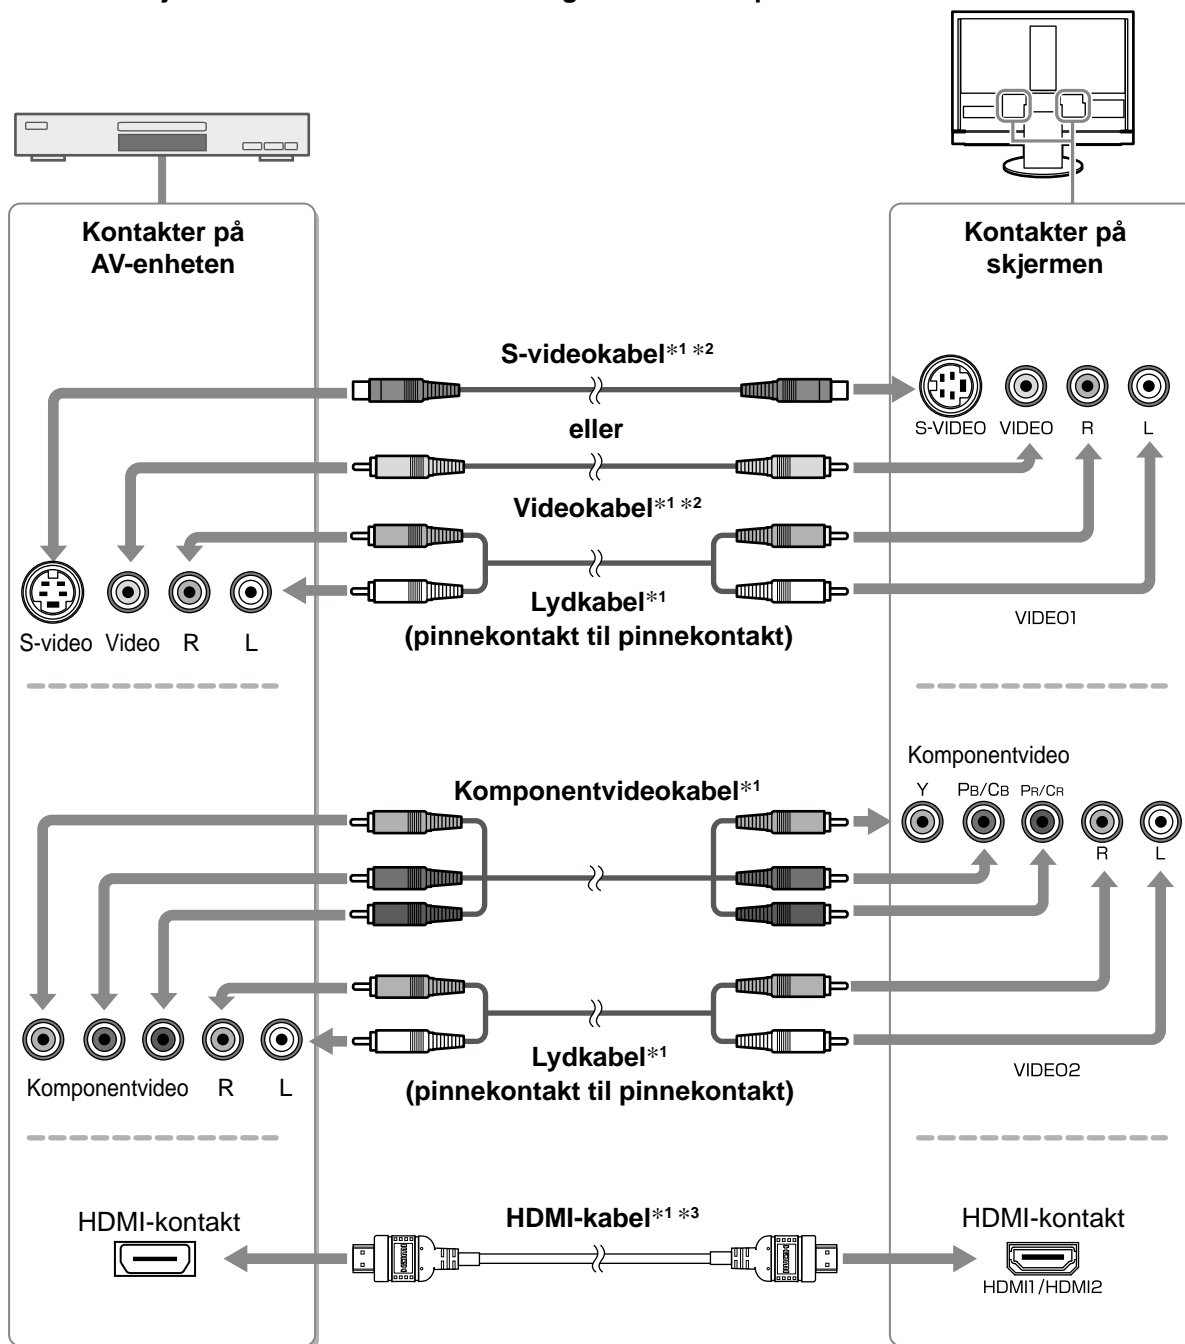 Kontakter på
AV-enheten
Kontakter på
skjermen
S-videokabel*1 *2
eller
Videokabel*1 *2
Lydkabel*1
(pinnekontakt til pinnekontakt)
S-VIDEO VIDEO R L
VIDEO1
S-video Video R L
Komponentvideokabel*1
Komponentvideo
Y PB/CB PR/CR
R L
Lydkabel*1
(pinnekontakt til pinnekontakt)
VIDEO2
Komponentvideo R L
HDMI-kontakt
HDMI-kabel*1 *3
HDMI-kontakt
HDMI1/HDMI2